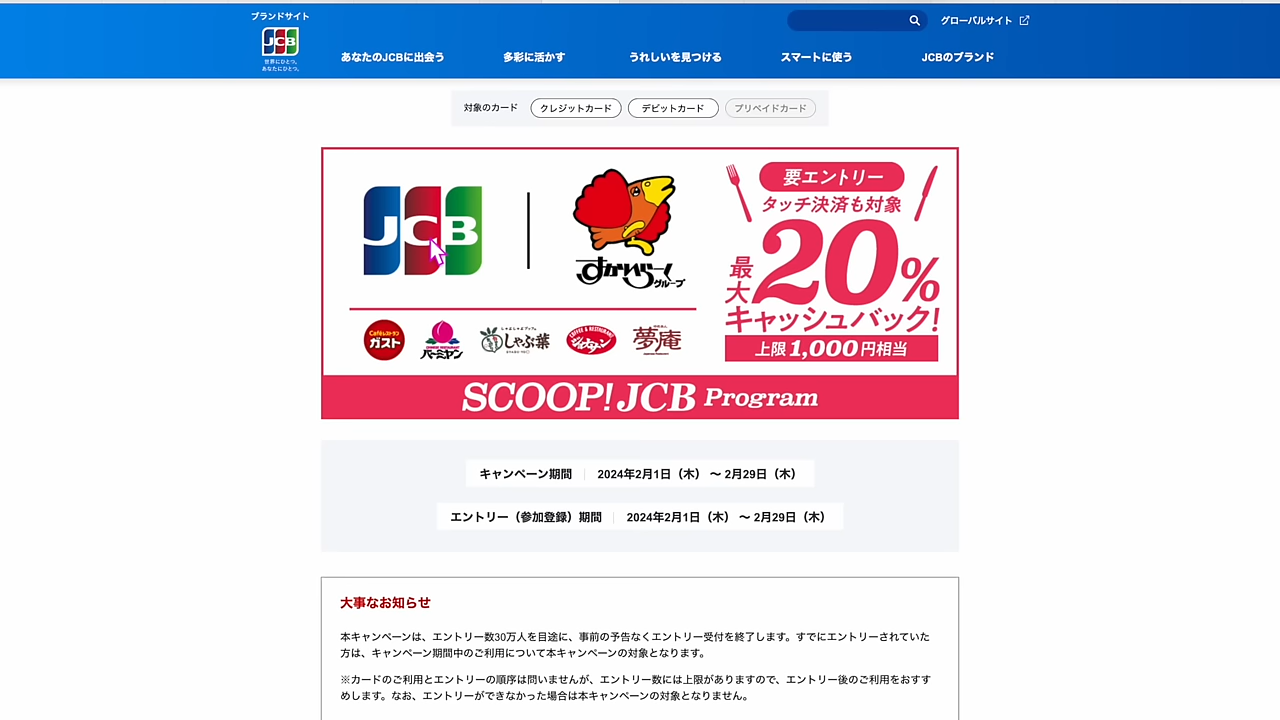 ブランドサイト
JCB
世界にひとつ。
あなたにひとつ。
グローバルサイト
あなたのJCBに出会う
多彩に活かす
うれしいを見つける
スマートに使う
JCBのブランド
対象のカード
クレジットカード
デビットカード
プリペイドカード
JCB
すかいらーく
グループ
要エントリー
タッチ決済も対象
最大20%
キャッシュバック!
上限1,000円相当
Caféレストラン
ガスト
バーミヤン
しゃぶ葉
COFFEE & RESTAURANT
ジョナサン
夢庵
SCOOP! JCB Program
キャンペーン期間 2024年2月1日（木）～2月29日（木）
エントリー（参加登録）期間 2024年2月1日（木）～2月29日（木）
大事なお知らせ
本キャンペーンは、エントリー数30万人を目途に、事前の予告なくエントリー受付を終了します。すでにエントリーされていた
方は、キャンペーン期間中のご利用について本キャンペーンの対象となります。
※カードのご利用とエントリーの順序は問いませんが、エントリー数には上限がありますので、エントリー後のご利用をおすす
めします。なお、エントリーができなかった場合は本キャンペーンの対象となりません。